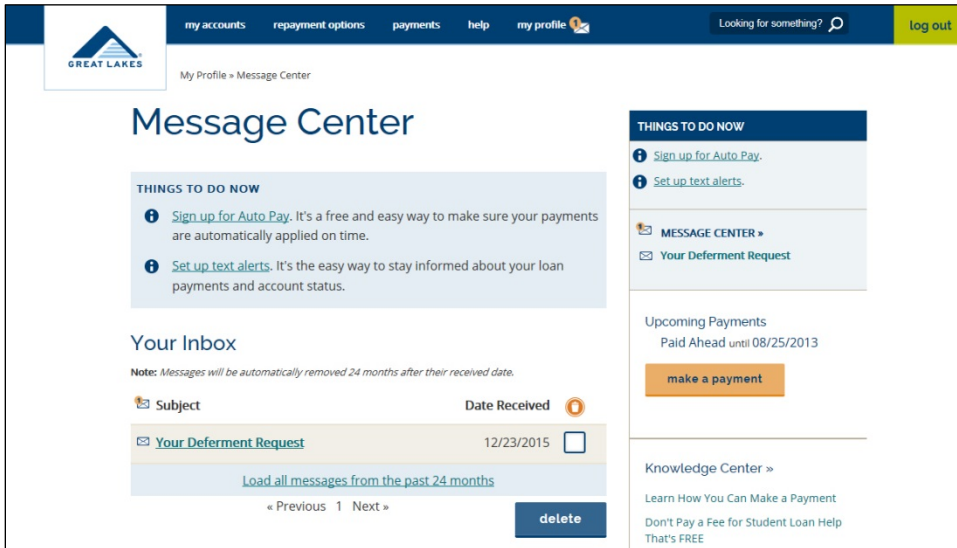 my accounts repayment options payments help my profile 1 Looking for something? log out
GREAT LAKES
My Profile » Message Center
Message Center
THINGS TO DO NOW
Sign up for Auto Pay. It's a free and easy way to make sure your payments
are automatically applied on time.
Set up text alerts. It's the easy way to stay informed about your loan
payments and account status.
Your Inbox
Note: Messages will be automatically removed 24 months after their received date.
1 Subject Date Received
Your Deferment Request 12/23/2015
Load all messages from the past 24 months
« Previous 1 Next »
delete
THINGS TO DO NOW
Sign up for Auto Pay.
Set up text alerts.
1 MESSAGE CENTER »
Your Deferment Request
Upcoming Payments
Paid Ahead until 08/25/2013
make a payment
Knowledge Center »
Learn How You Can Make a Payment
Don't Pay a Fee for Student Loan Help
That's FREE